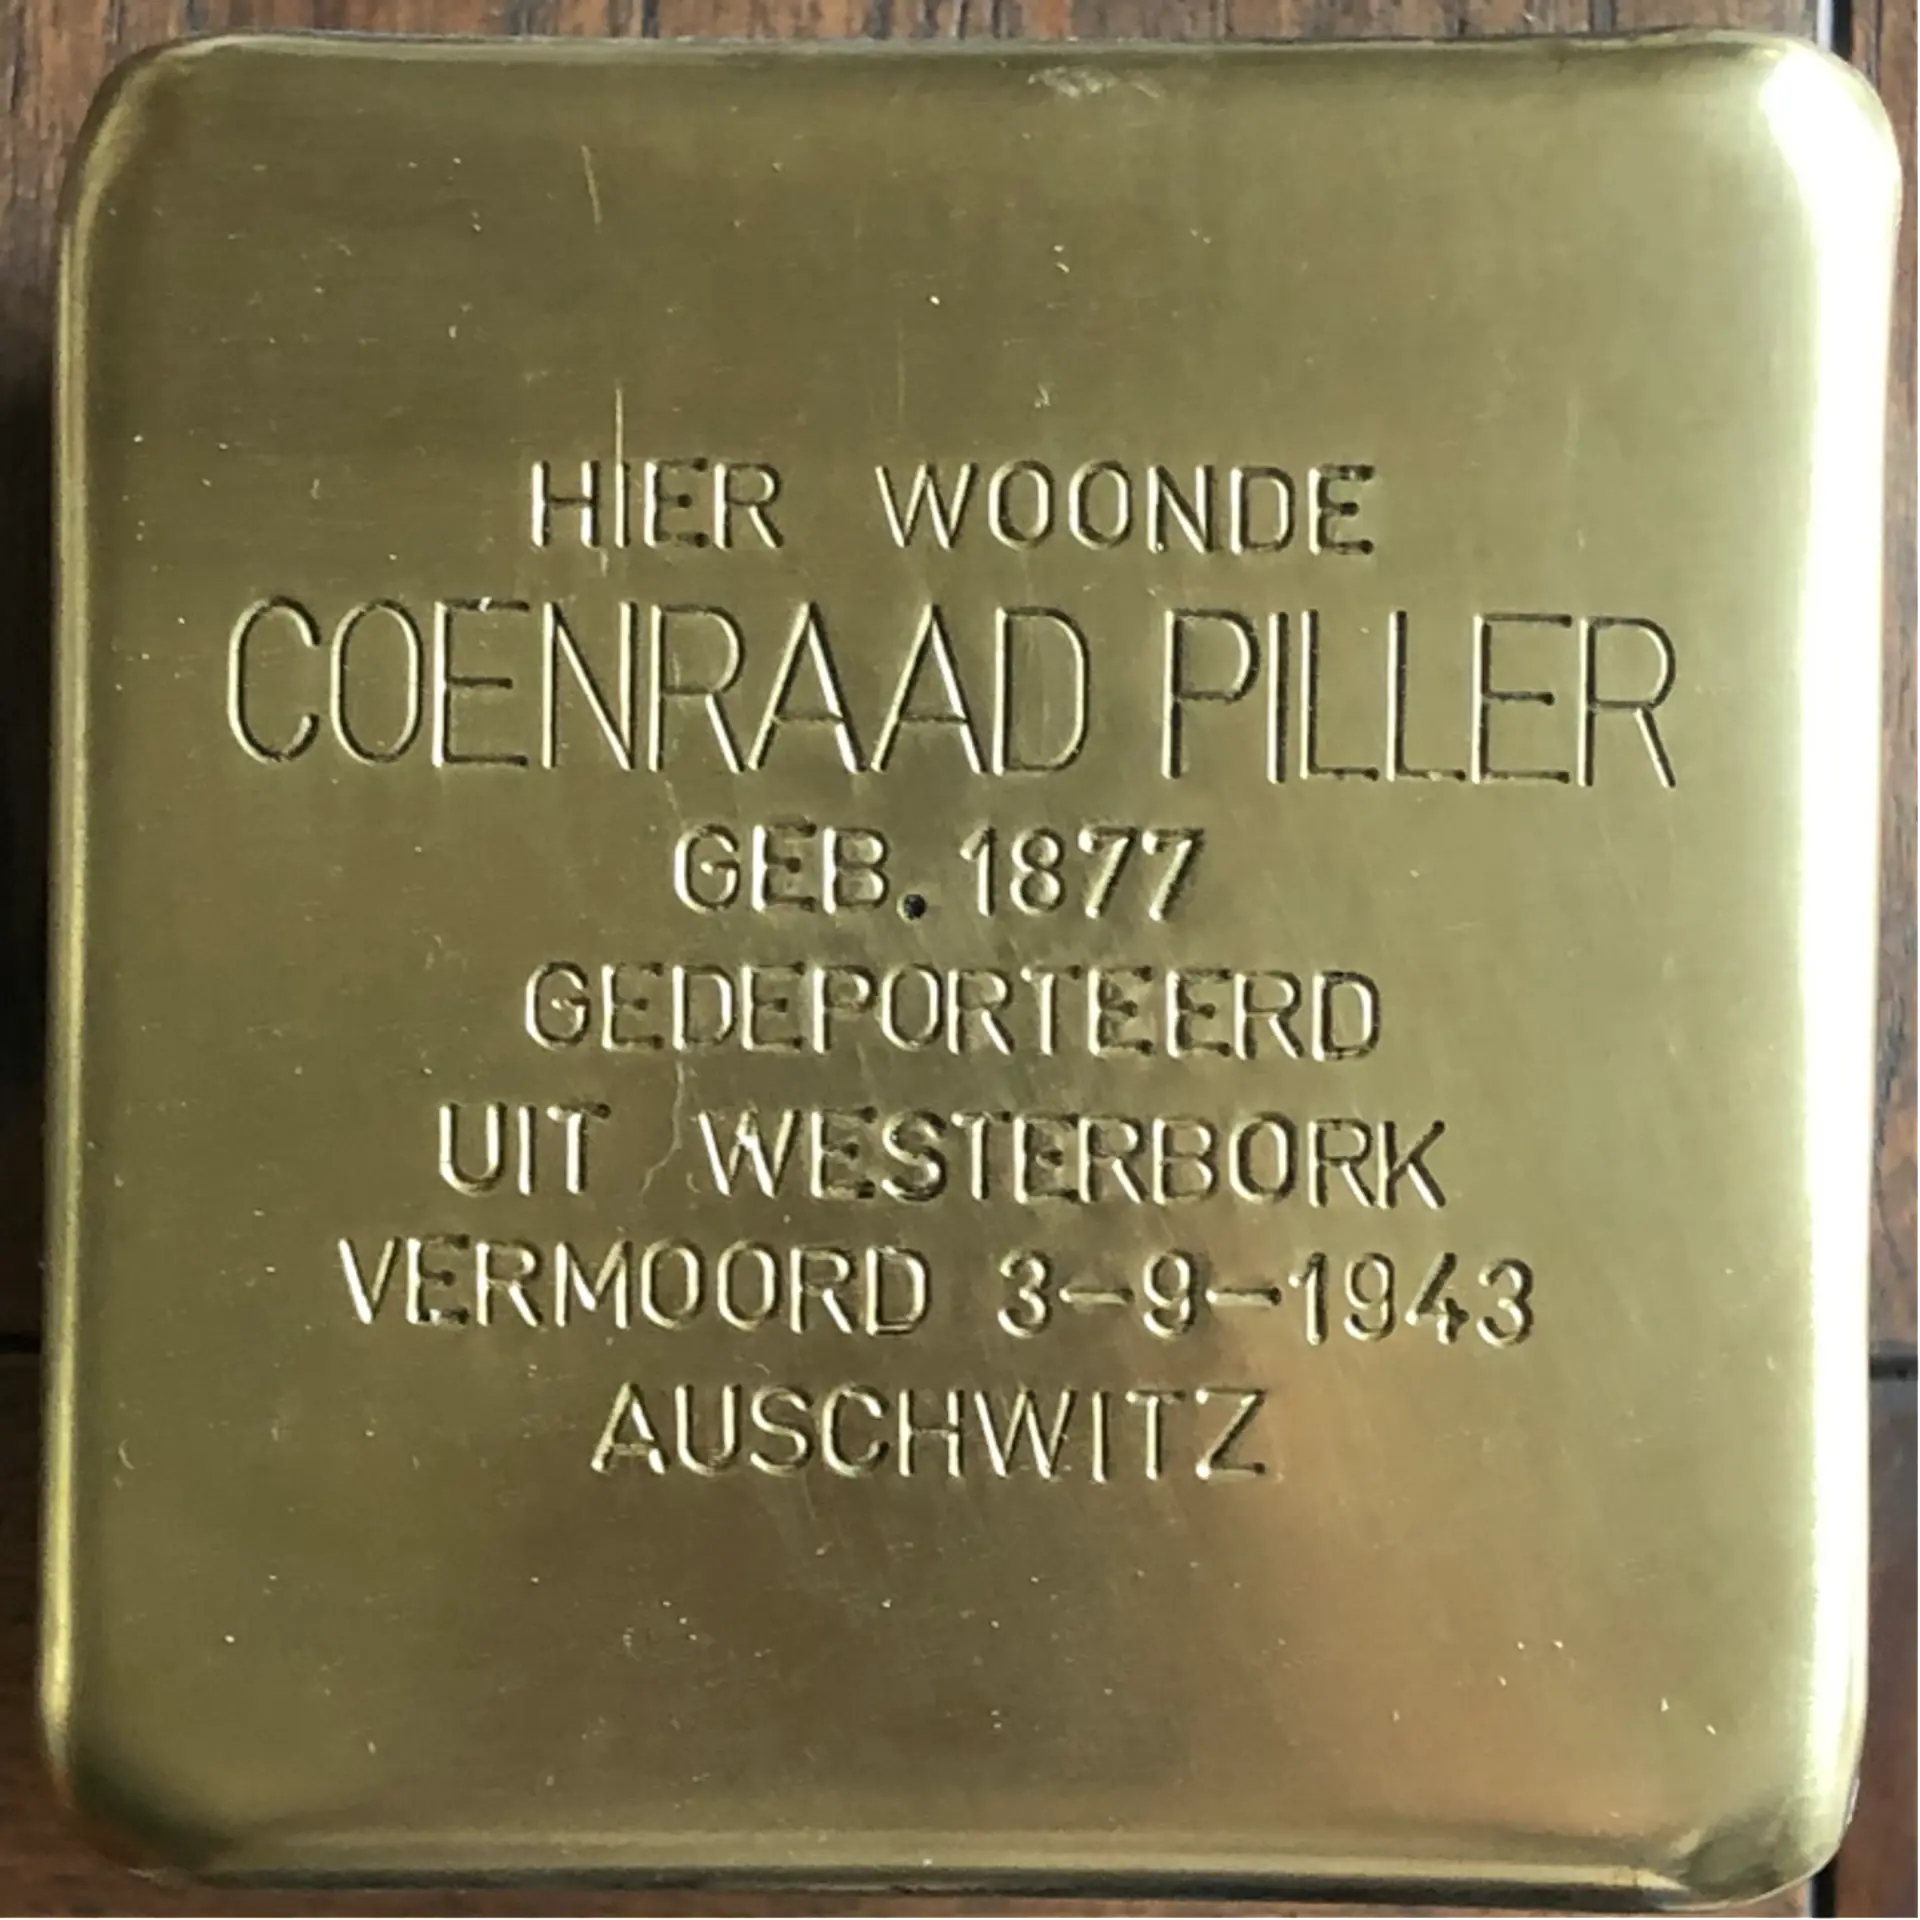 HIER WOONDE
COENRAAD PILLER
GEB. 1877
GEDEPORTEERD
UIT WESTERBORK
VERMOORD 3-9-1943
AUSCHWITZ